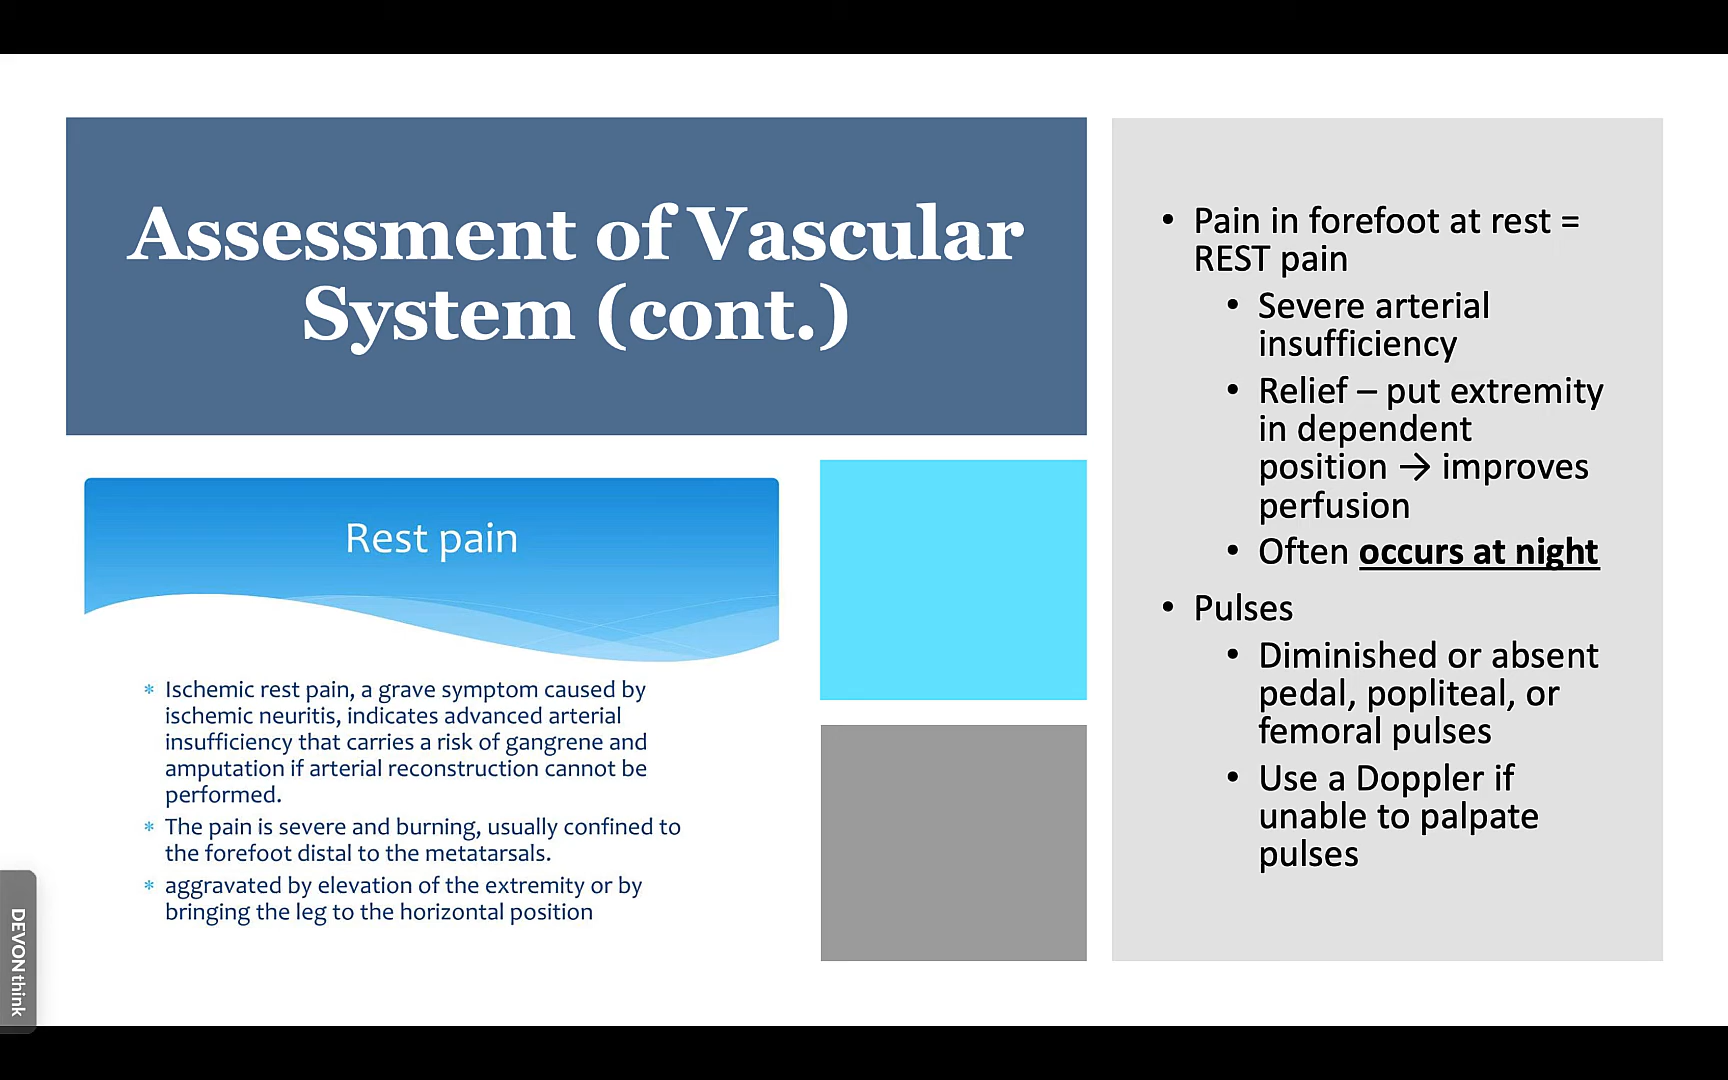 Assessment of Vascular
System (cont.)
Rest pain
* Ischemic rest pain, a grave symptom caused by
ischemic neuritis, indicates advanced arterial
insufficiency that carries a risk of gangrene and
amputation if arterial reconstruction cannot be
performed.
* The pain is severe and burning, usually confined to
the forefoot distal to the metatarsals.
* aggravated by elevation of the extremity or by
bringing the leg to the horizontal position
• Pain in forefoot at rest =
REST pain
• Severe arterial
insufficiency
• Relief – put extremity
in dependent
position → improves
perfusion
• Often occurs at night
• Pulses
• Diminished or absent
pedal, popliteal, or
femoral pulses
• Use a Doppler if
unable to palpate
pulses
DEVONthink